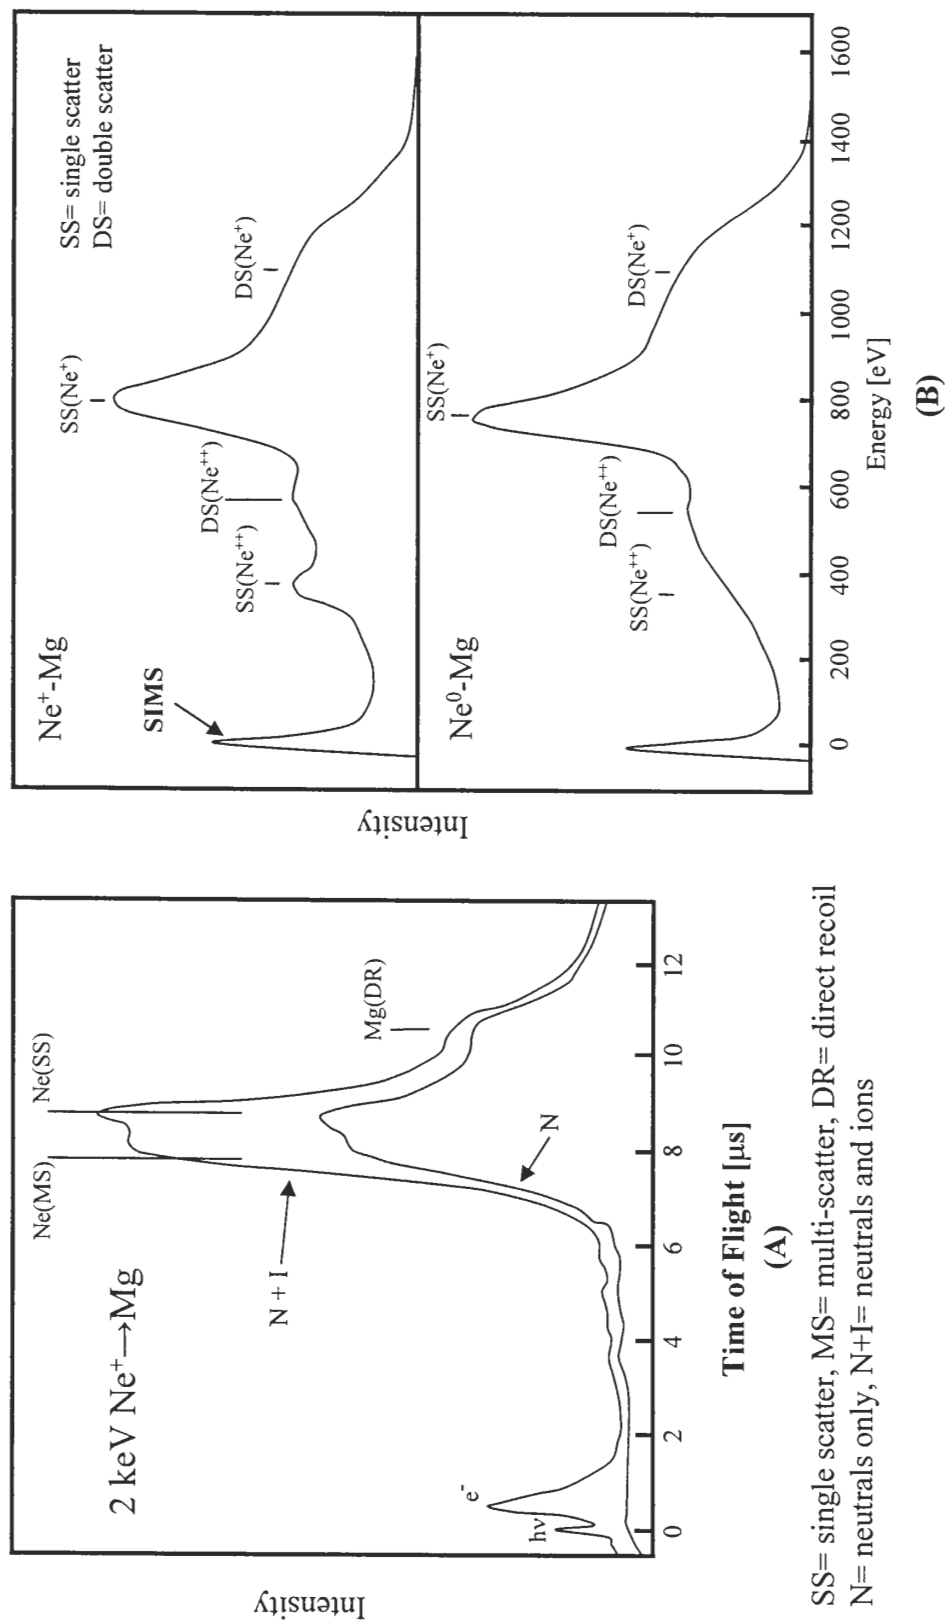 2 keV Ne⁺→Mg
Ne(MS)
Ne(SS)
N + I
Mg(DR)
N
hν
e⁻
Intensity
0 2 4 6 8 10 12
Time of Flight [μs]
(A)
SS= single scatter, MS= multi-scatter, DR= direct recoil
N= neutrals only, N+I= neutrals and ions
Ne⁺-Mg
SS= single scatter
DS= double scatter
SIMS
SS(Ne⁺⁺)
DS(Ne⁺⁺)
SS(Ne⁺)
DS(Ne⁺)
Intensity
Ne⁰-Mg
SS(Ne⁺⁺)
DS(Ne⁺⁺)
SS(Ne⁺)
DS(Ne⁺)
0 200 400 600 800 1000 1200 1400 1600
Energy [eV]
(B)